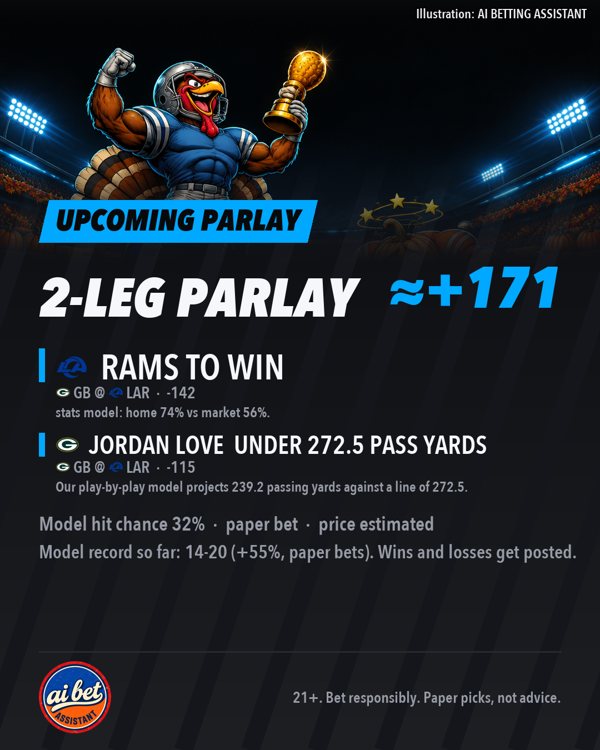 Illustration: AI BETTING ASSISTANT
UPCOMING PARLAY
2-LEG PARLAY ≈+171
RAMS TO WIN
GB @ LAR · -142
stats model: home 74% vs market 56%.
JORDAN LOVE UNDER 272.5 PASS YARDS
GB @ LAR · -115
Our play-by-play model projects 239.2 passing yards against a line of 272.5.
Model hit chance 32% · paper bet · price estimated
Model record so far: 14-20 (+55%, paper bets). Wins and losses get posted.
ai bet
ASSISTANT
21+. Bet responsibly. Paper picks, not advice.